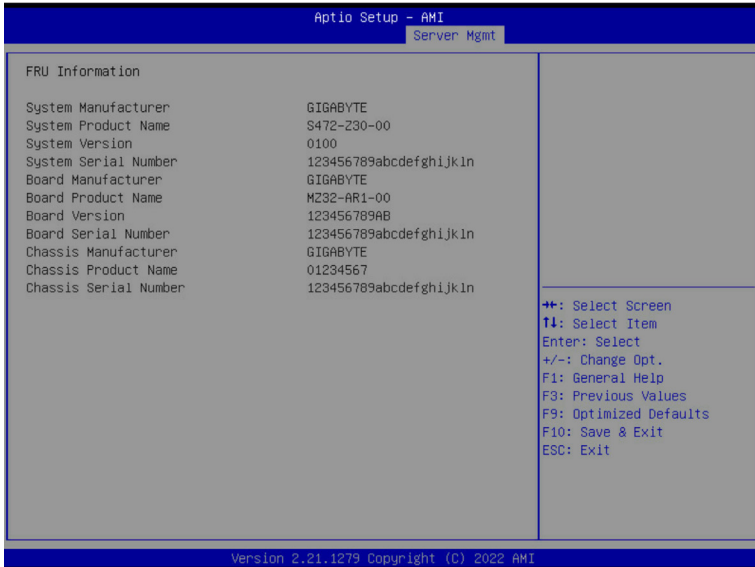 Aptio Setup – AMI
Server Mgmt
FRU Information
System Manufacturer GIGABYTE
System Product Name S472-Z30-00
System Version 0100
System Serial Number 123456789abcdefghijkln
Board Manufacturer GIGABYTE
Board Product Name MZ32-AR1-00
Board Version 123456789AB
Board Serial Number 123456789abcdefghijkln
Chassis Manufacturer GIGABYTE
Chassis Product Name 01234567
Chassis Serial Number 123456789abcdefghijkln
→←: Select Screen
↑↓: Select Item
Enter: Select
+/-: Change Opt.
F1: General Help
F3: Previous Values
F9: Optimized Defaults
F10: Save & Exit
ESC: Exit
Version 2.21.1279 Copyright (C) 2022 AMI